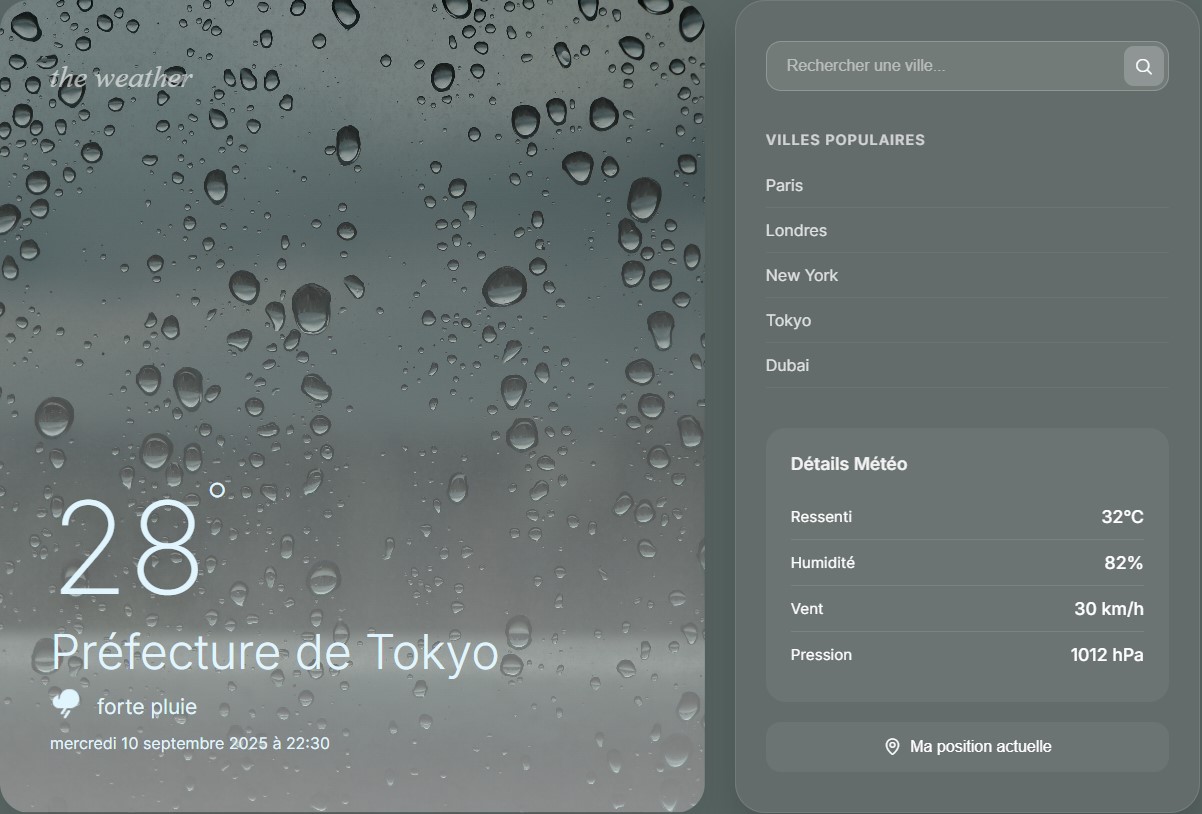 the weather
28°
Préfecture de Tokyo
forte pluie
mercredi 10 septembre 2025 à 22:30
Rechercher une ville...
VILLES POPULAIRES
Paris
Londres
New York
Tokyo
Dubai
Détails Météo
Ressenti 32°C
Humidité 82%
Vent 30 km/h
Pression 1012 hPa
Ma position actuelle